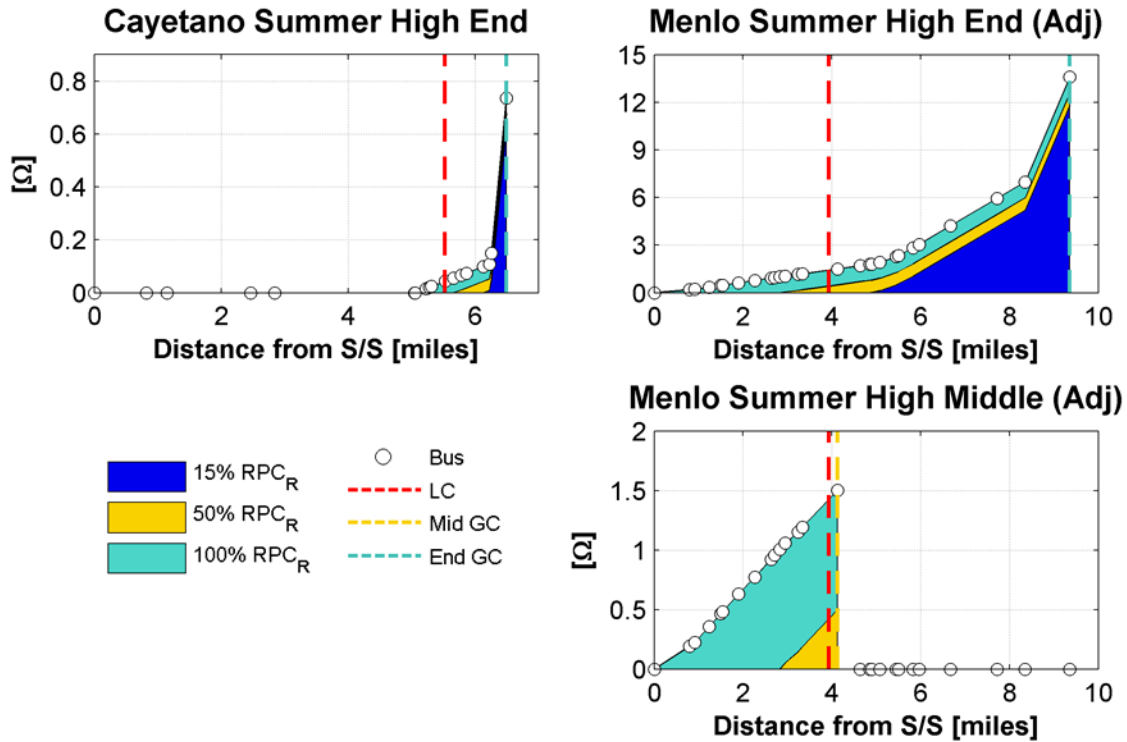 Cayetano Summer High End
0.8
0.6
0.4
0.2
0
[Ω]
0 2 4 6
Distance from S/S [miles]
Menlo Summer High End (Adj)
15
12
9
6
3
0
0 2 4 6 8 10
Distance from S/S [miles]
15% RPC_R
50% RPC_R
100% RPC_R
Bus
LC
Mid GC
End GC
Menlo Summer High Middle (Adj)
2
1.5
1
0.5
0
[Ω]
0 2 4 6 8 10
Distance from S/S [miles]